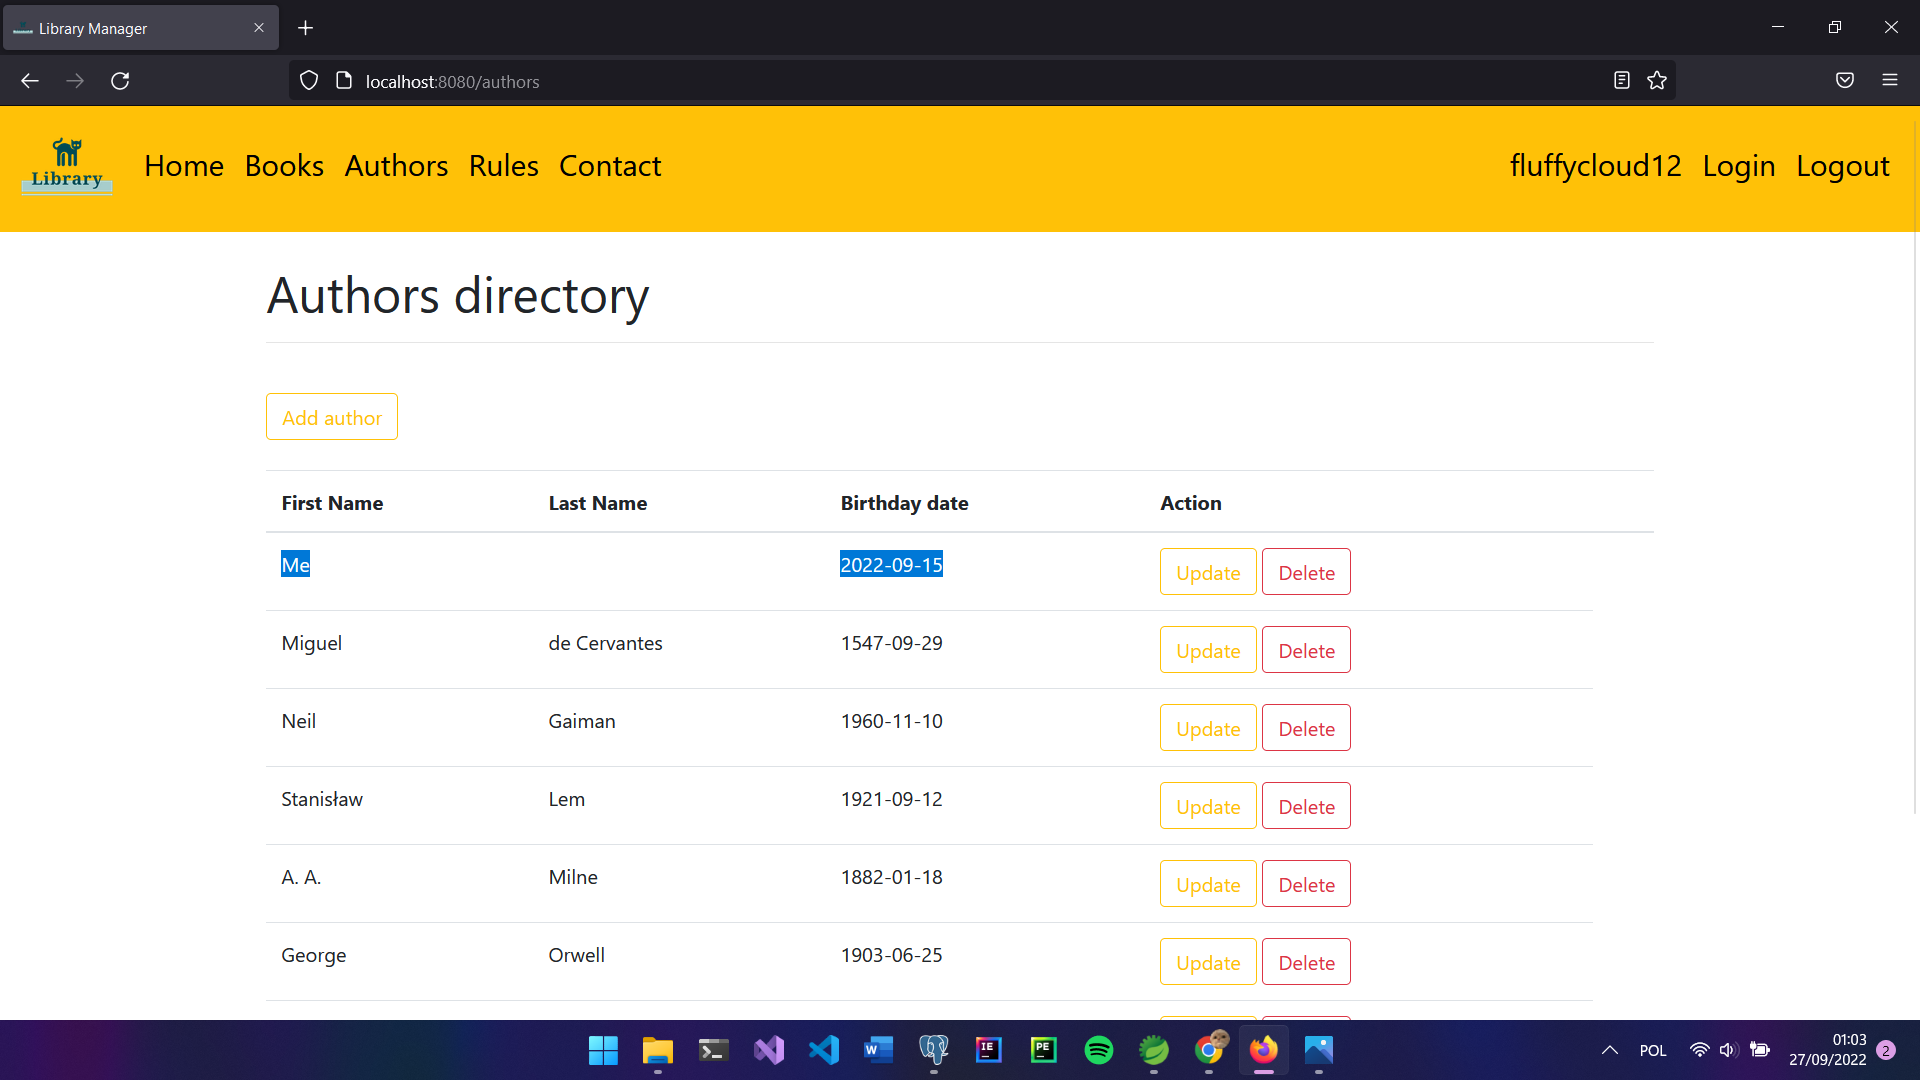 Library Manager
localhost:8080/authors
Library
Home Books Authors Rules Contact fluffycloud12 Login Logout
Authors directory
Add author
First Name Last Name Birthday date Action
Me 2022-09-15 Update Delete
Miguel de Cervantes 1547-09-29 Update Delete
Neil Gaiman 1960-11-10 Update Delete
Stanisław Lem 1921-09-12 Update Delete
A. A. Milne 1882-01-18 Update Delete
George Orwell 1903-06-25 Update Delete
IE
PE
POL
01:03
27/09/2022
2